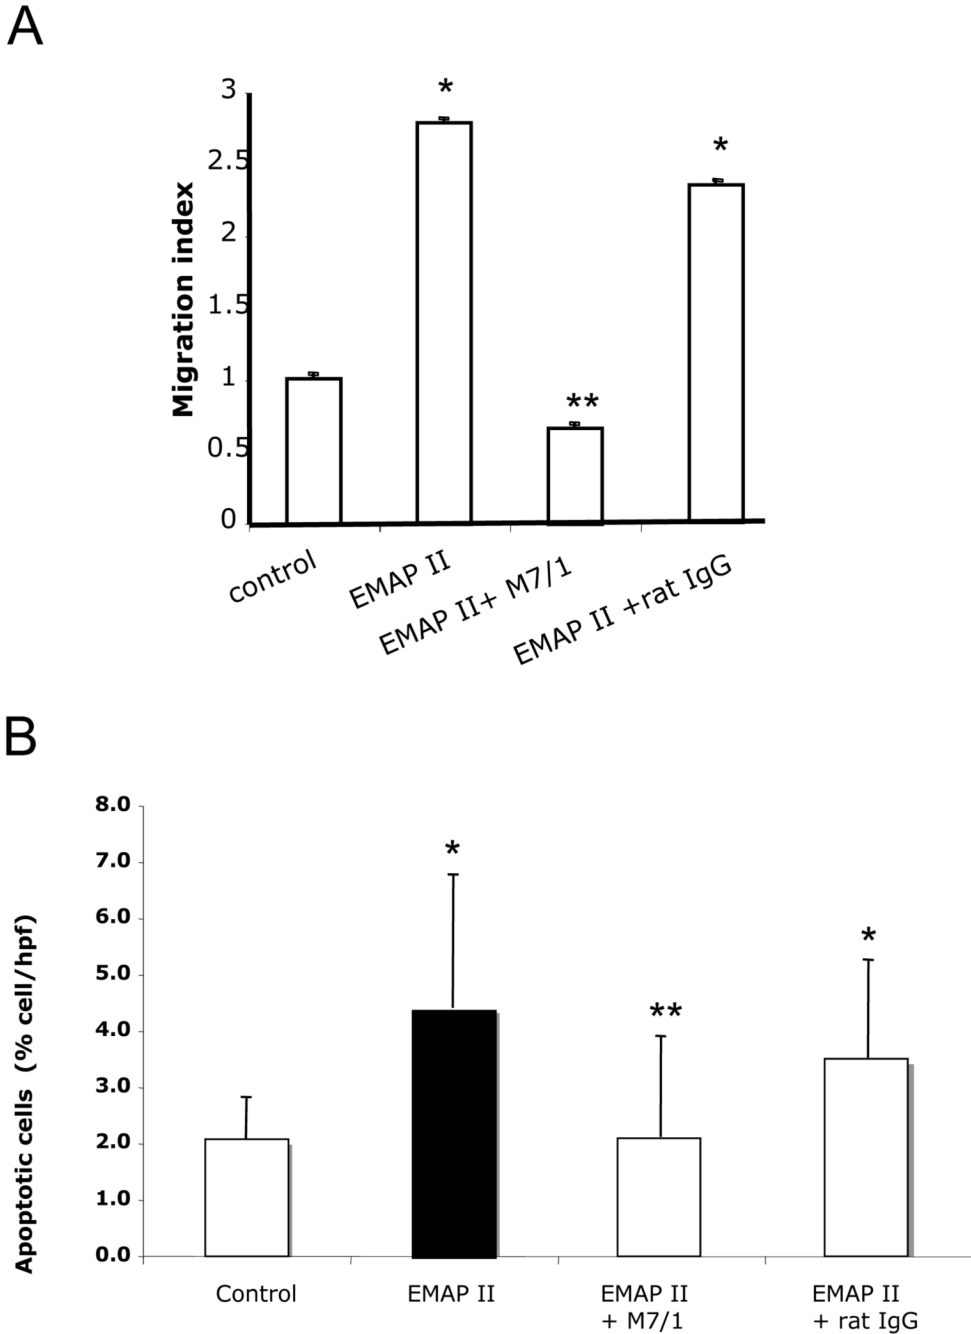 A
Migration index
3
2.5
2
1.5
1
0.5
0
*
*
**
control
EMAP II
EMAP II+ M7/1
EMAP II +rat IgG
B
Apoptotic cells (% cell/hpf)
8.0
7.0
6.0
5.0
4.0
3.0
2.0
1.0
0.0
*
*
**
Control
EMAP II
EMAP II
+ M7/1
EMAP II
+ rat IgG